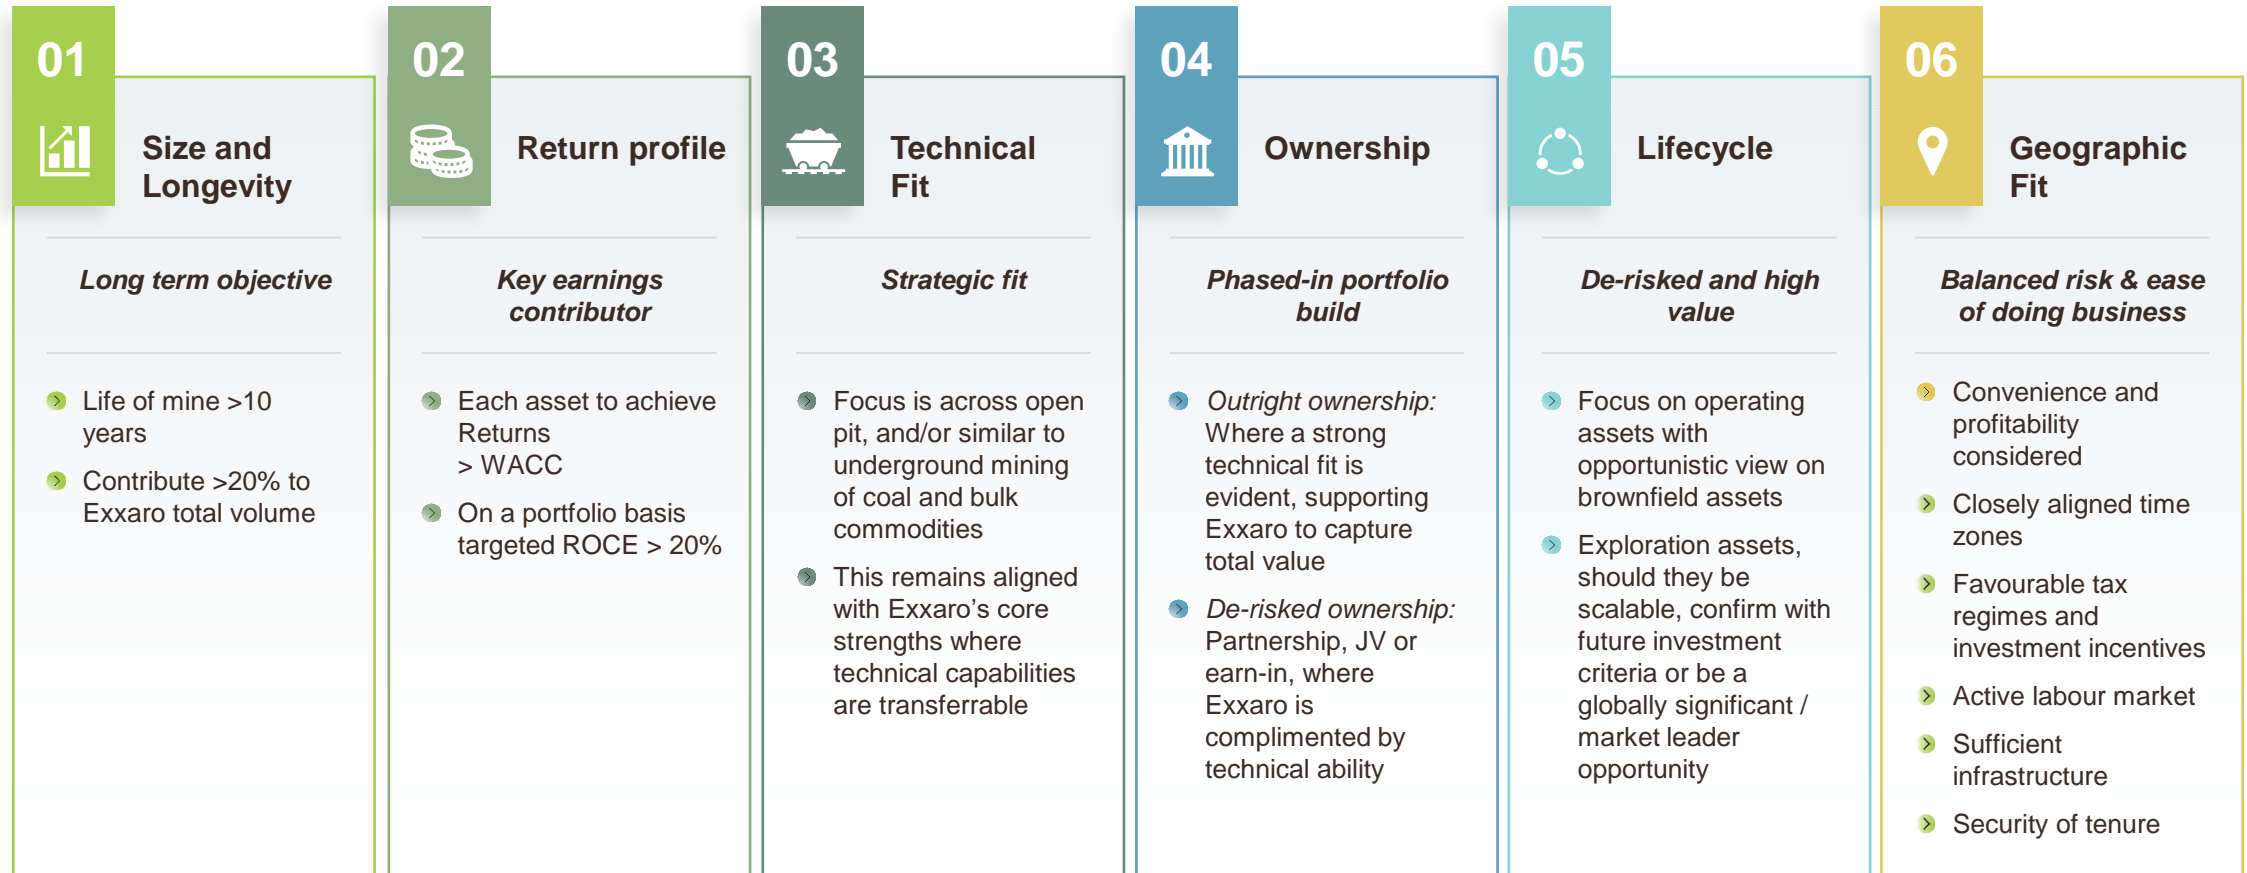 01
Size and
Longevity
Long term objective
Life of mine >10
years
Contribute >20% to
Exxaro total volume
02
Return profile
Key earnings
contributor
Each asset to achieve
Returns
> WACC
On a portfolio basis
targeted ROCE > 20%
03
Technical
Fit
Strategic fit
Focus is across open
pit, and/or similar to
underground mining
of coal and bulk
commodities
This remains aligned
with Exxaro’s core
strengths where
technical capabilities
are transferrable
04
Ownership
Phased-in portfolio
build
Outright ownership:
Where a strong
technical fit is
evident, supporting
Exxaro to capture
total value
De-risked ownership:
Partnership, JV or
earn-in, where
Exxaro is
complimented by
technical ability
05
Lifecycle
De-risked and high
value
Focus on operating
assets with
opportunistic view on
brownfield assets
Exploration assets,
should they be
scalable, confirm with
future investment
criteria or be a
globally significant /
market leader
opportunity
06
Geographic
Fit
Balanced risk & ease
of doing business
Convenience and
profitability
considered
Closely aligned time
zones
Favourable tax
regimes and
investment incentives
Active labour market
Sufficient
infrastructure
Security of tenure